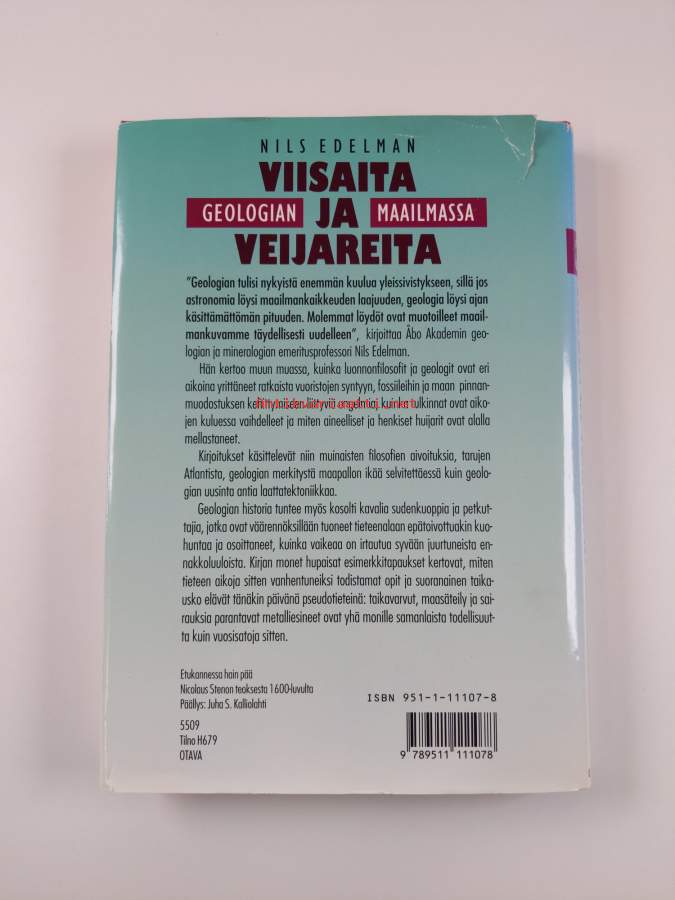 NILS EDELMAN
VIISAITA
GEOLOGIAN JA MAAILMASSA
VEIJAREITA
"Geologian tulisi nykyistä enemmän kuulua yleissivistykseen, sillä jos
astronomia löysi maailmankaikkeuden laajuuden, geologia löysi ajan
käsittämättömän pituuden. Molemmat löydöt ovat muotoilleet maail-
mankuvamme täydellisesti uudelleen", kirjoittaa Åbo Akademin geo-
logian ja minerologian emeritusprofessori Nils Edelman.
Hän kertoo muun muassa, kuinka luonnonfilosofit ja geologit ovat eri
aikoina yrittäneet ratkaista vuoristojen syntyyn, fossiileihin ja maan pinnan-
muodostuksen kehittymiseen liittyviä ongelmia, kuinka tulkinnat ovat aiko-
jen kuluessa vaihdelleet ja miten aineelliset ja henkiset huijarit ovat alalla
mellastaneet.
Kirjoitukset käsittelevät niin muinaisten filosofien aivoituksia, tarujen
Atlantista, geologian merkitystä maapallon ikää selvitettäessä kuin geolo-
gian uusinta antia laattatektoniikkaa.
Geologian historia tuntee myös kosolti kavalia sudenkuoppia ja petkut-
tajia, jotka ovat väärennöksillään tuoneet tieteenalaan epätoivottuakin kuo-
huntaa ja osoittaneet, kuinka vaikeaa on irtautua syvään juurtuneista en-
nakkoluuloista. Kirjan monet hupaisat esimerkkitapaukset kertovat, miten
tieteen aikoja sitten vanhentuneiksi todistamat opit ja suoranainen taika-
usko elävät tänäkin päivänä pseudotieteinä: taikavarvut, maasäteily ja sai-
rauksia parantavat metalliesineet ovat yhä monille samanlaista todellisuut-
ta kuin vuosisatoja sitten.
Etukannessa hain pää
Nicolaus Stenon teoksesta 1600-luvulta
Päällys: Juha S. Kalliolahti
5509
Tilno H679
OTAVA
ISBN 951-1-11107-8
9 789511 111078